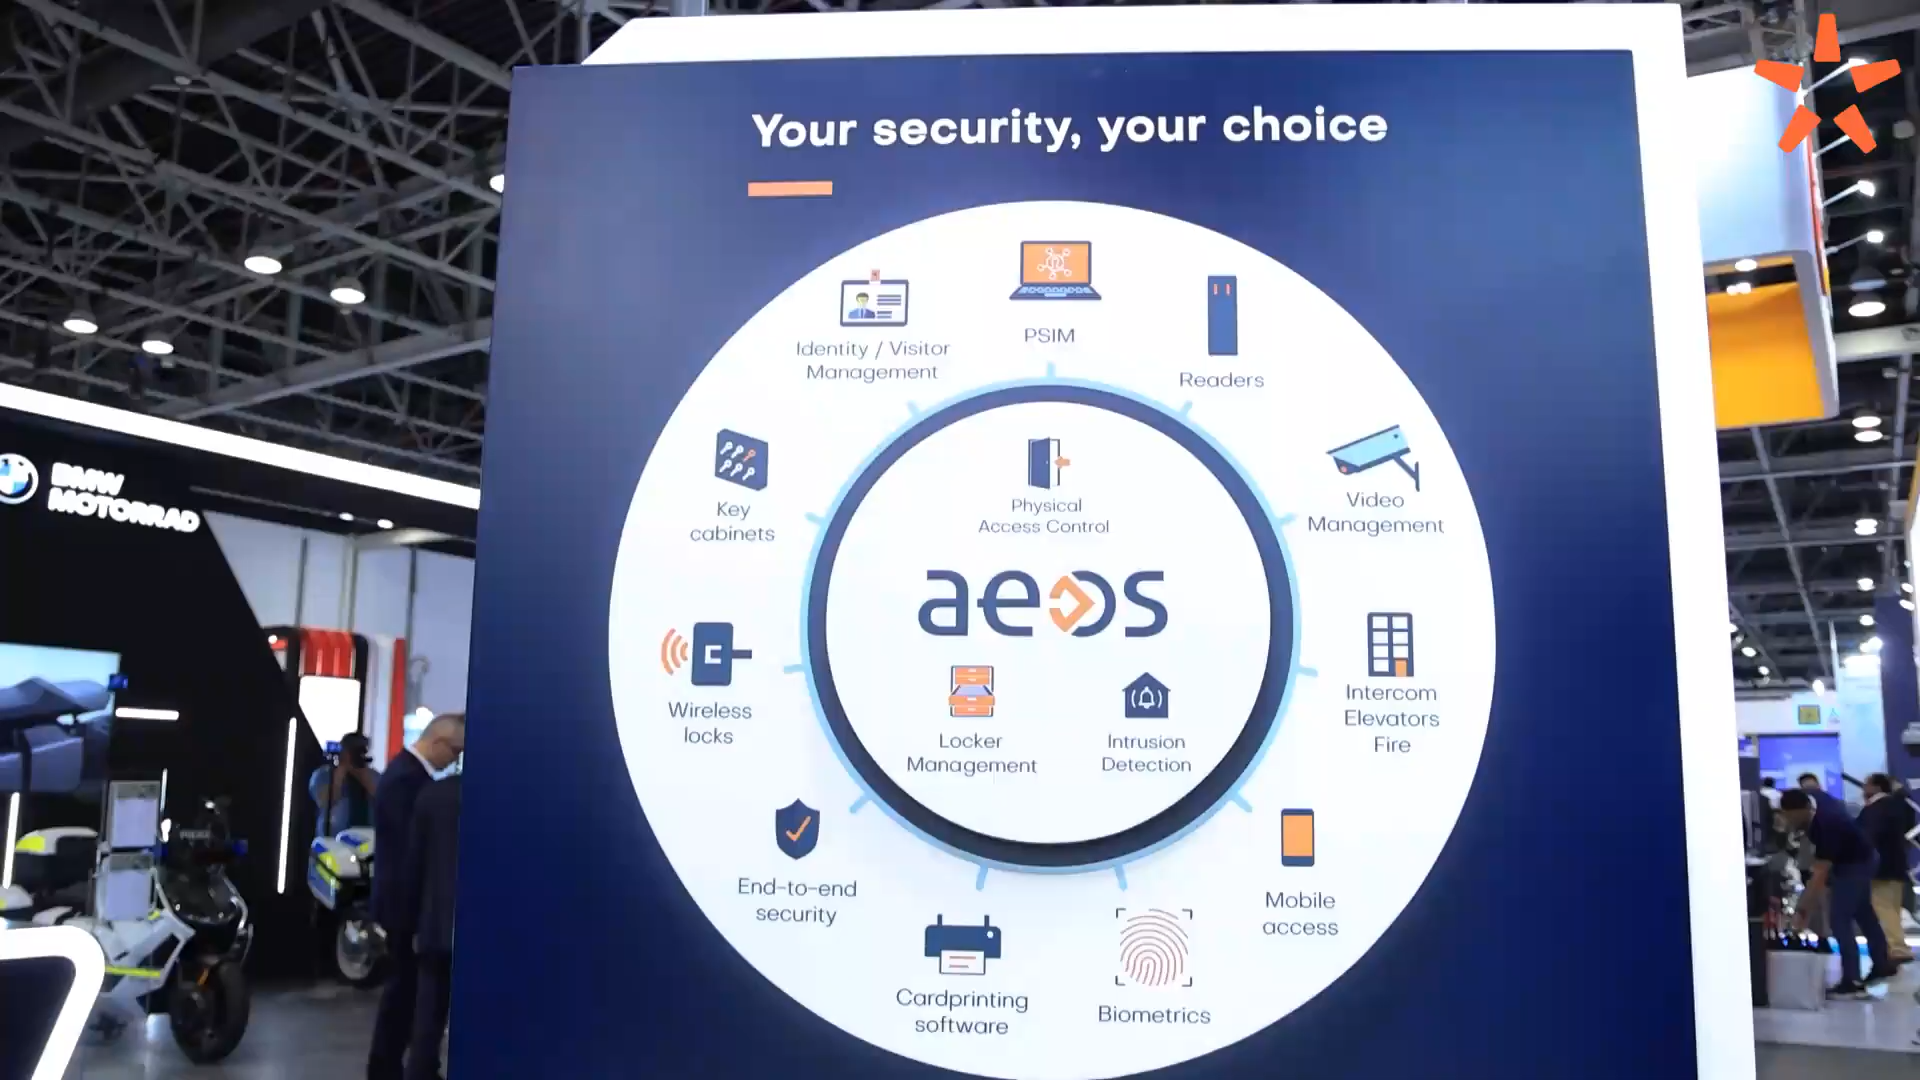 Your security, your choice
PSIM
Identity / Visitor
Management
Readers
Key
cabinets
Video
Management
Physical
Access Control
aeos
Wireless
locks
Locker
Management
Intrusion
Detection
Intercom
Elevators
Fire
End-to-end
security
Mobile
access
Cardprinting
software
Biometrics
BMW
MOTORRAD